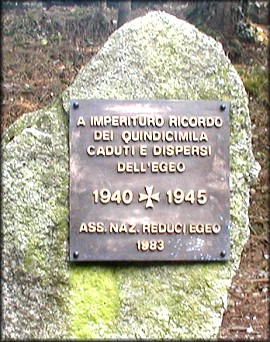 A IMPERITURO RICORDO
DEI QUINDICIMILA
CADUTI E DISPERSI
DELL'EGEO
1940 ✠ 1945
ASS. NAZ. REDUCI EGEO
1983